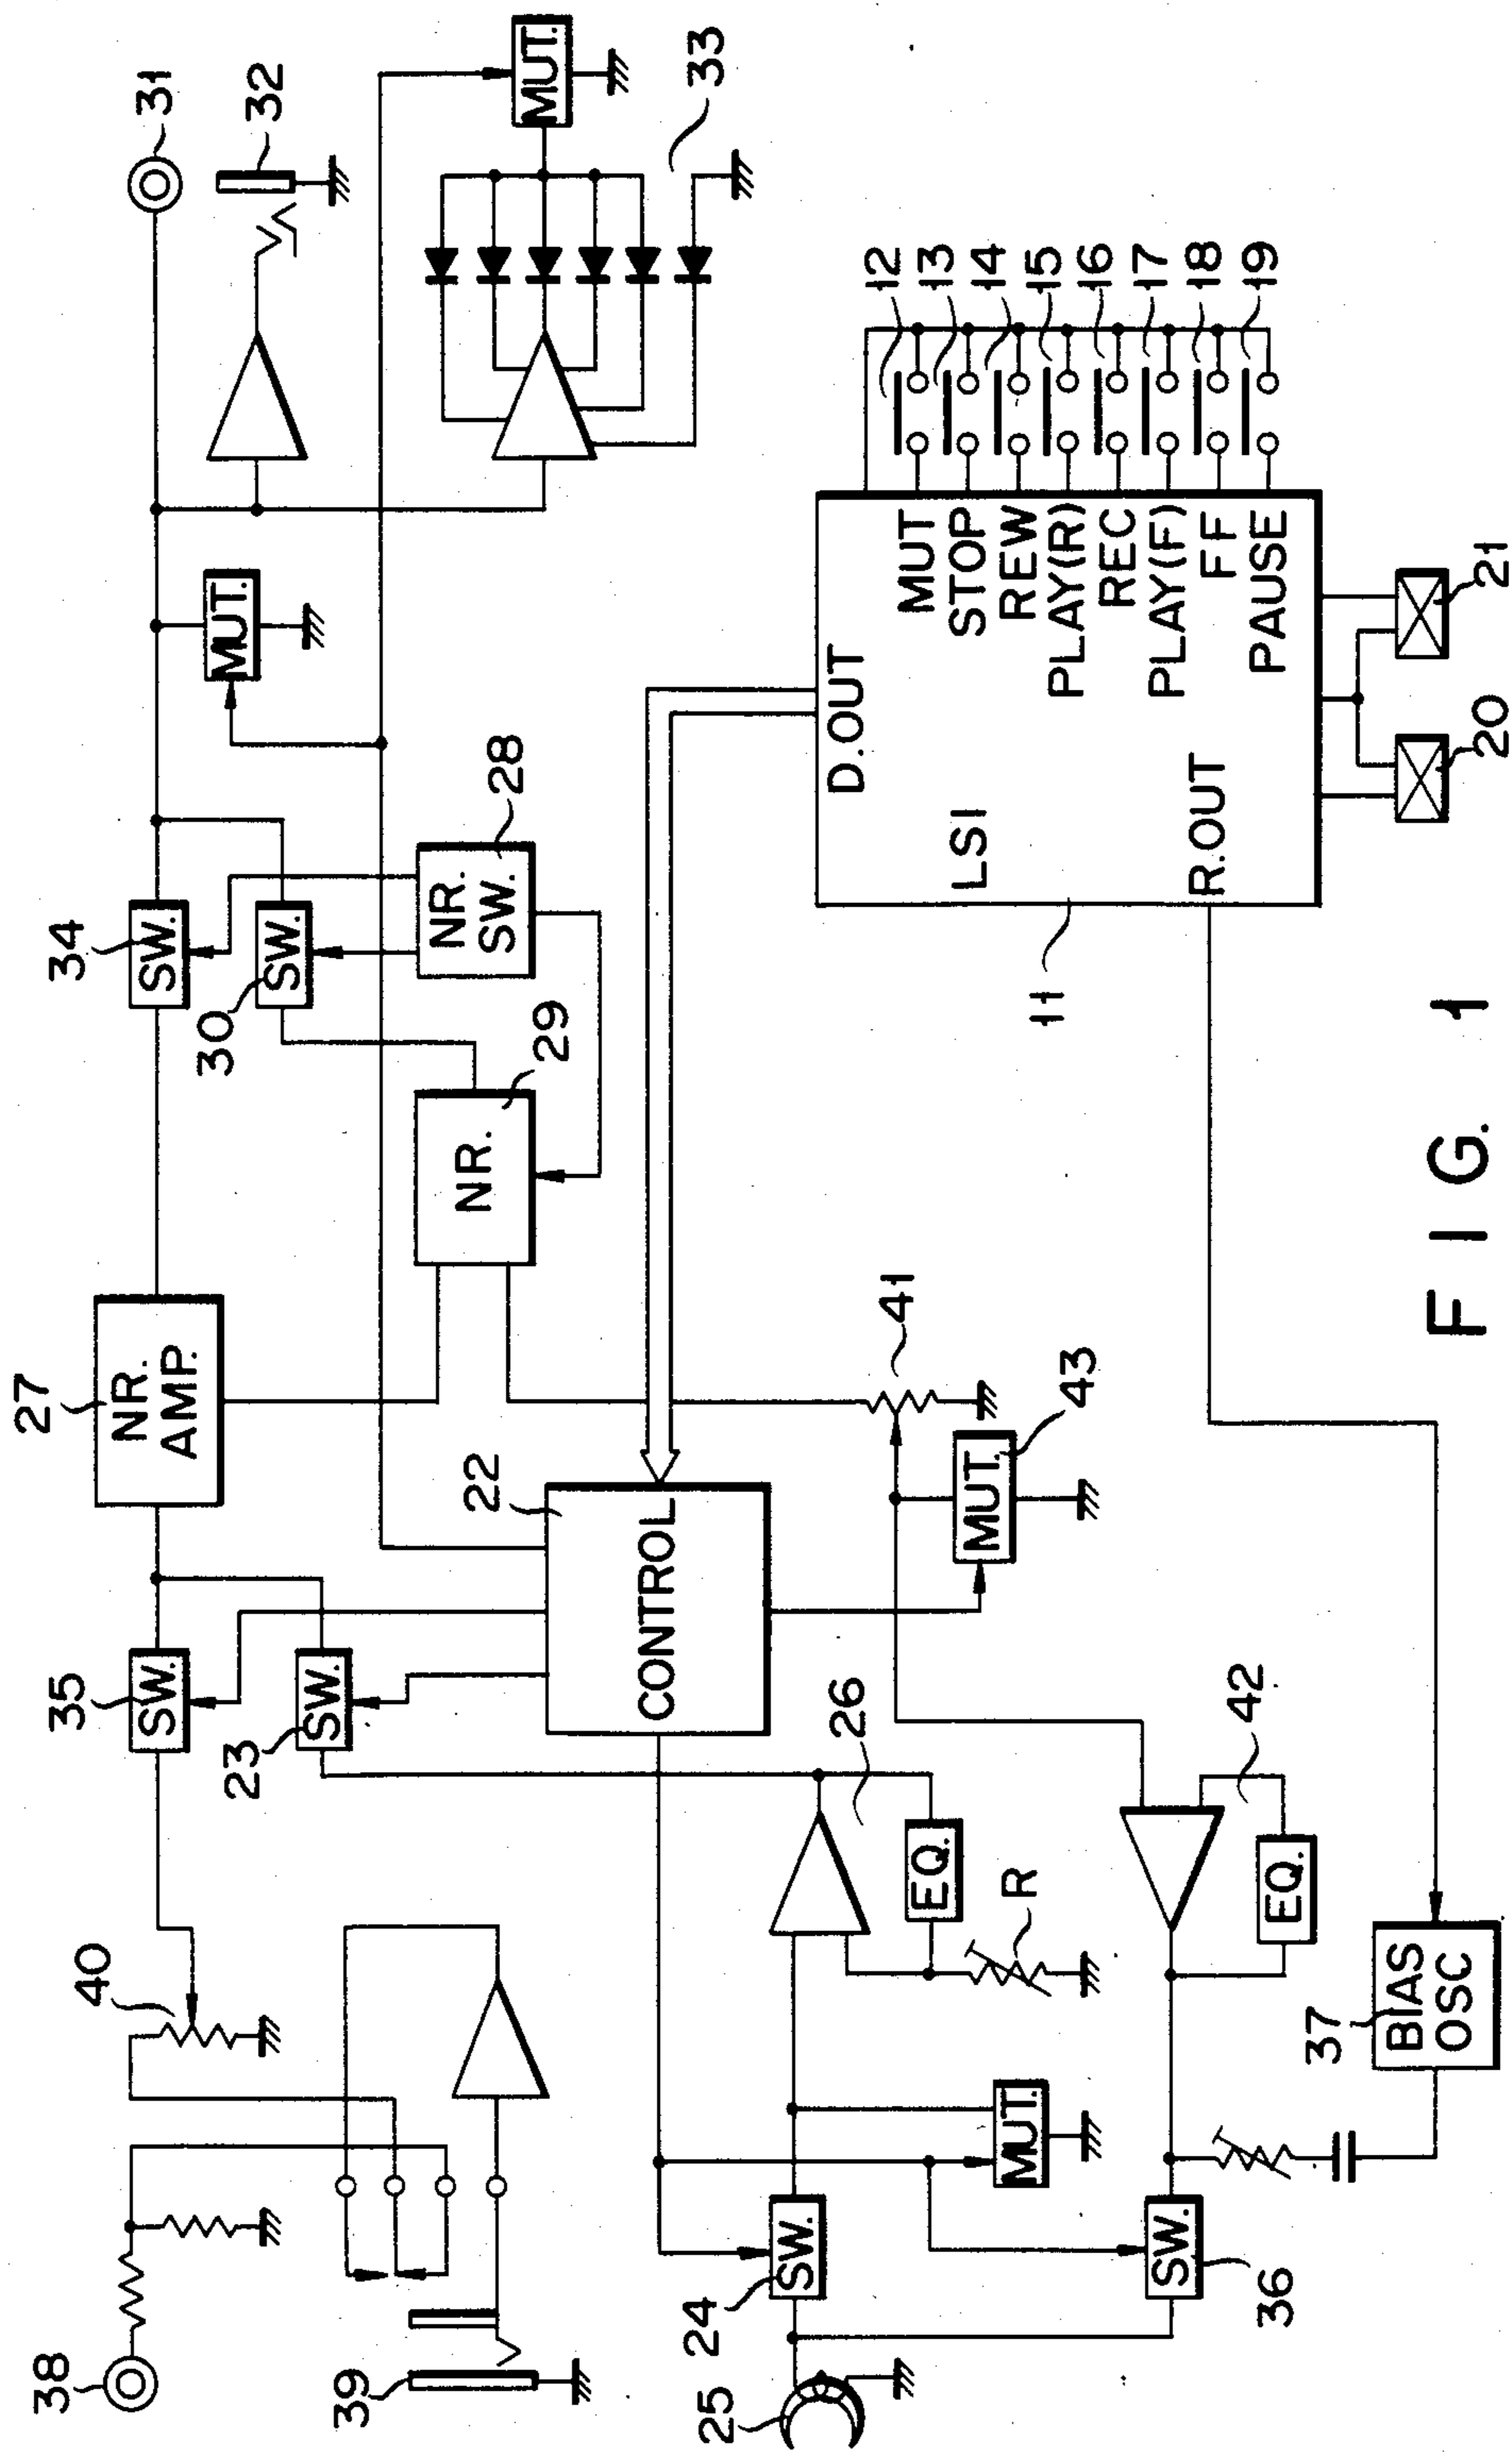 38
39
40
35
SW.
23
SW.
27
NR.
AMP.
34
SW.
30
SW.
NR.
29
NR.
SW.
28
MUT.
31
32
MUT.
33
22
CONTROL
25
24
SW.
MUT.
26
EQ.
R
36
SW.
42
EQ.
37
BIAS
OSC
41
MUT.
43
11
LSI
D.OUT
R.OUT
MUT
STOP
REW
PLAY(R)
REC
PLAY(F)
FF
PAUSE
12
13
14
15
16
17
18
19
20
21
FIG. 1